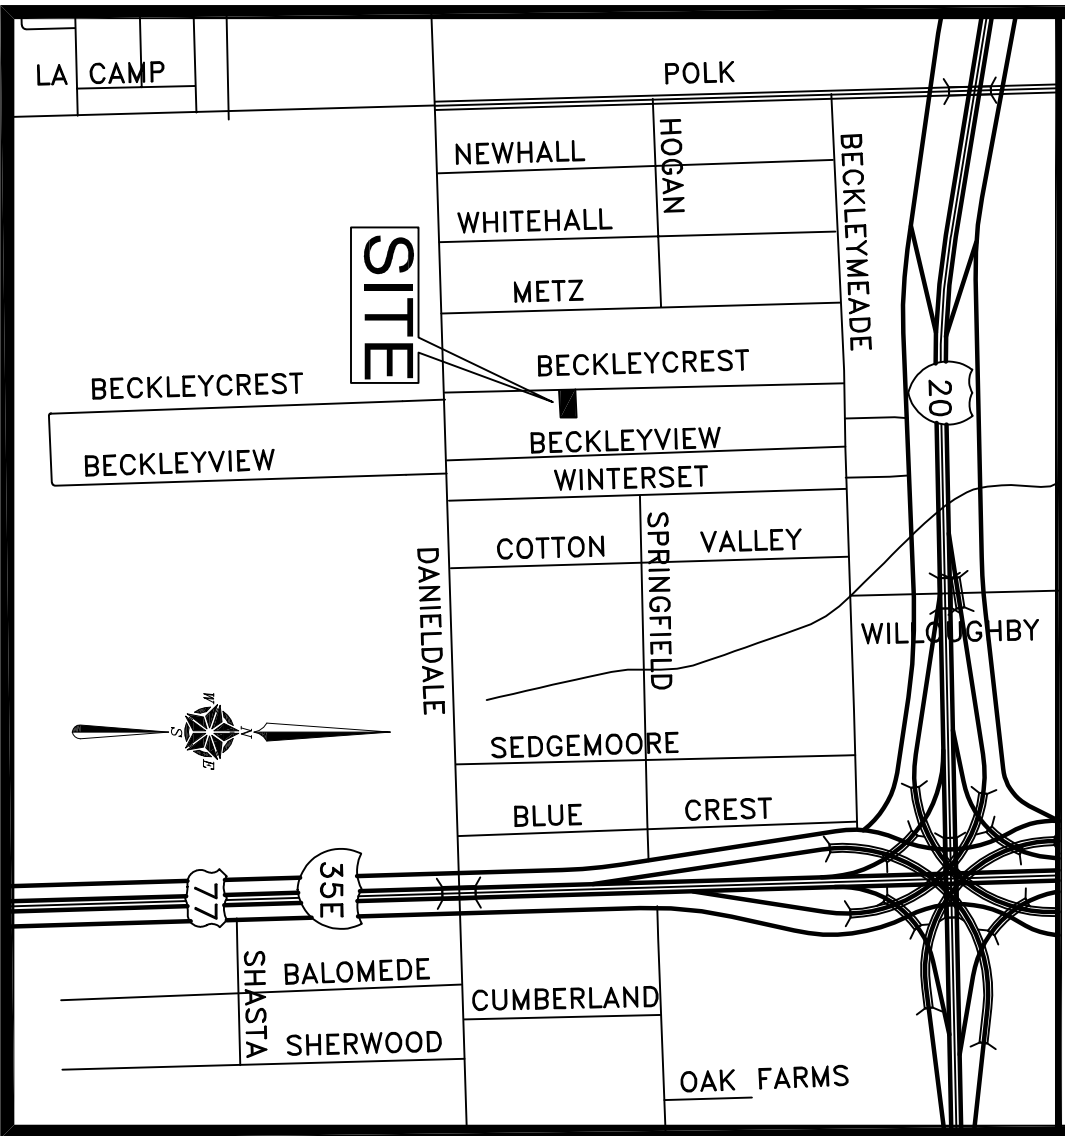 POLK
LA CAMP
HOGAN
BECKLEYMEADE
NEWHALL
WHITEHALL
SITE
METZ
BECKLEYCREST
BECKLEYCREST
20
BECKLEYVIEW
BECKLEYVIEW
WINTERSET
SPRINGFIELD
COTTON VALLEY
DANIELDALE
WILLOUGHBY
W
S
N
E
SEDGEMOORE
BLUE CREST
35E
77
SHASTA
BALOMEDE
CUMBERLAND
SHERWOOD
OAK FARMS